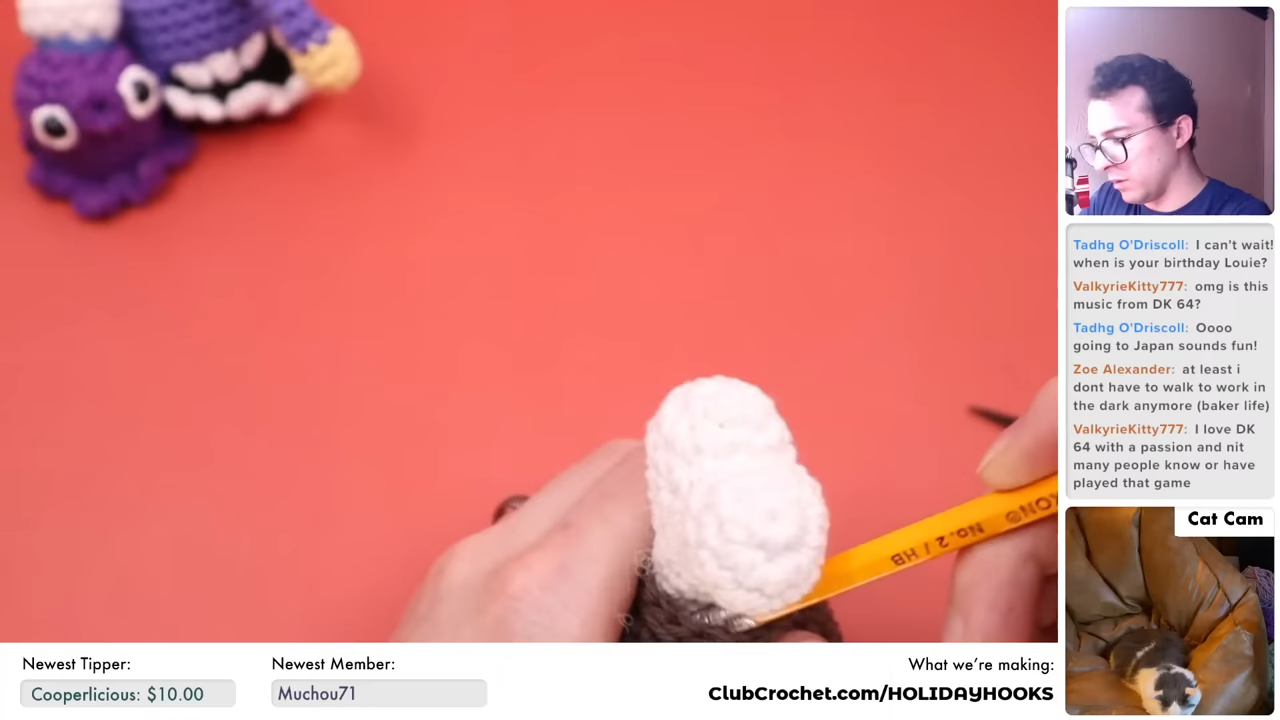 Tadhg O'Driscoll: I can't wait!
when is your birthday Louie?
ValkyrieKitty777: omg is this
music from DK 64?
Tadhg O'Driscoll: Oooo
going to Japan sounds fun!
Zoe Alexander: at least i
dont have to walk to work in
the dark anymore (baker life)
ValkyrieKitty777: I love DK
64 with a passion and nit
many people know or have
played that game
Cat Cam
No.2 / HB
Newest Tipper:
Cooperlicious: $10.00
Newest Member:
Muchou71
What we're making:
ClubCrochet.com/HOLIDAYHOOKS